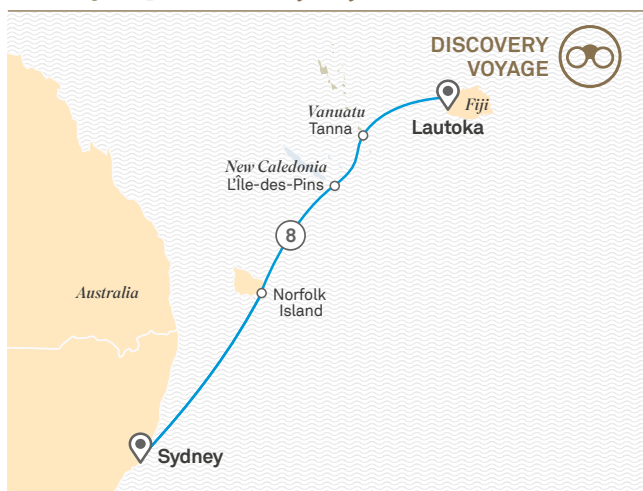 DISCOVERY
VOYAGE
Fiji
Lautoka
Vanuatu
Tanna
New Caledonia
L'Île-des-Pins
8
Australia
Norfolk
Island
Sydney